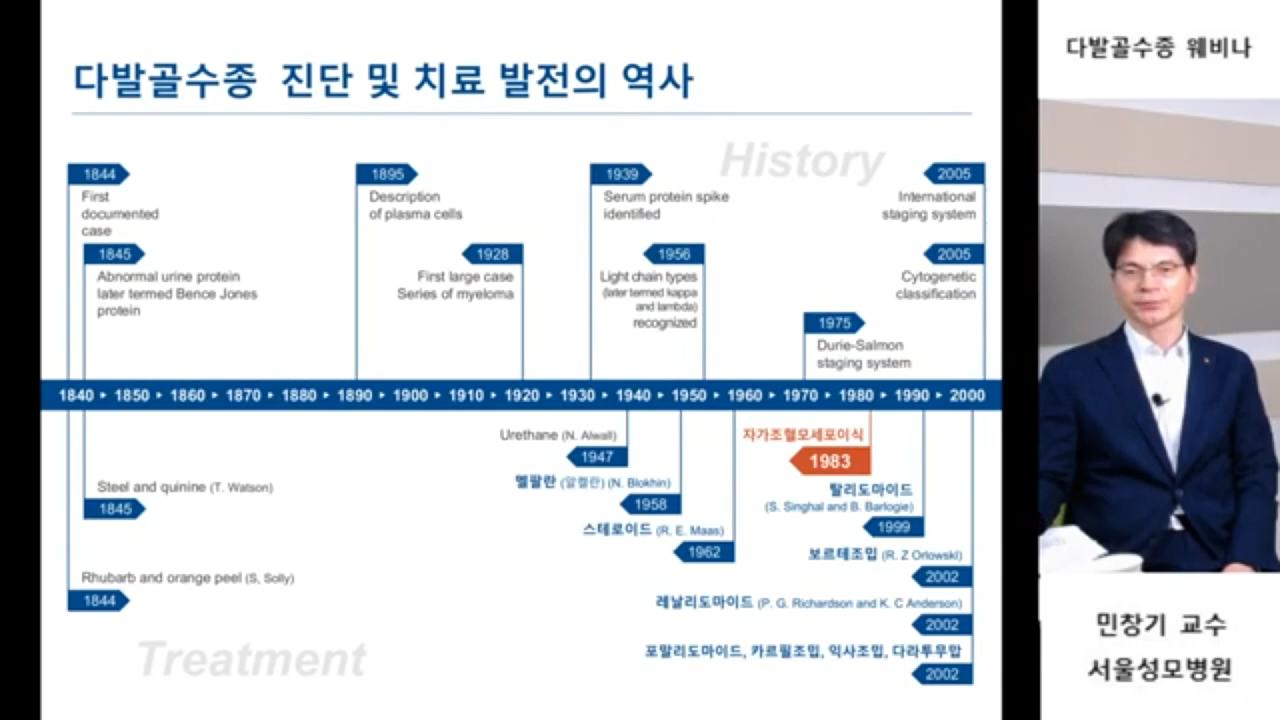 다발골수종 진단 및 치료 발전의 역사
다발골수종 웨비나
History
1844
First
documented
case
1845
Abnormal urine protein
later termed Bence Jones
protein
1895
Description
of plasma cells
1928
First large case
Series of myeloma
1939
Serum protein spike
identified
1956
Light chain types
(later termed kappa
and lambda)
recognized
1975
Durie-Salmon
staging system
2005
International
staging system
2005
Cytogenetic
classification
1840 ▸ 1850 ▸ 1860 ▸ 1870 ▸ 1880 ▸ 1890 ▸ 1900 ▸ 1910 ▸ 1920 ▸ 1930 ▸ 1940 ▸ 1950 ▸ 1960 ▸ 1970 ▸ 1980 ▸ 1990 ▸ 2000
Steel and quinine (T. Watson)
1845
Rhubarb and orange peel (S, Solly)
1844
Urethane (N. Alwall)
1947
멜팔란 (알켈란) (N. Blokhin)
1958
스테로이드 (R. E. Maas)
1962
자가조혈모세포이식
1983
탈리도마이드
(S. Singhal and B. Barlogie)
1999
보르테조밉 (R. Z Orlowski)
2002
레날리도마이드 (P. G. Richardson and K. C Anderson)
2002
포말리도마이드, 카르필조밉, 익사조밉, 다라투무맙
2002
Treatment
민창기 교수
서울성모병원